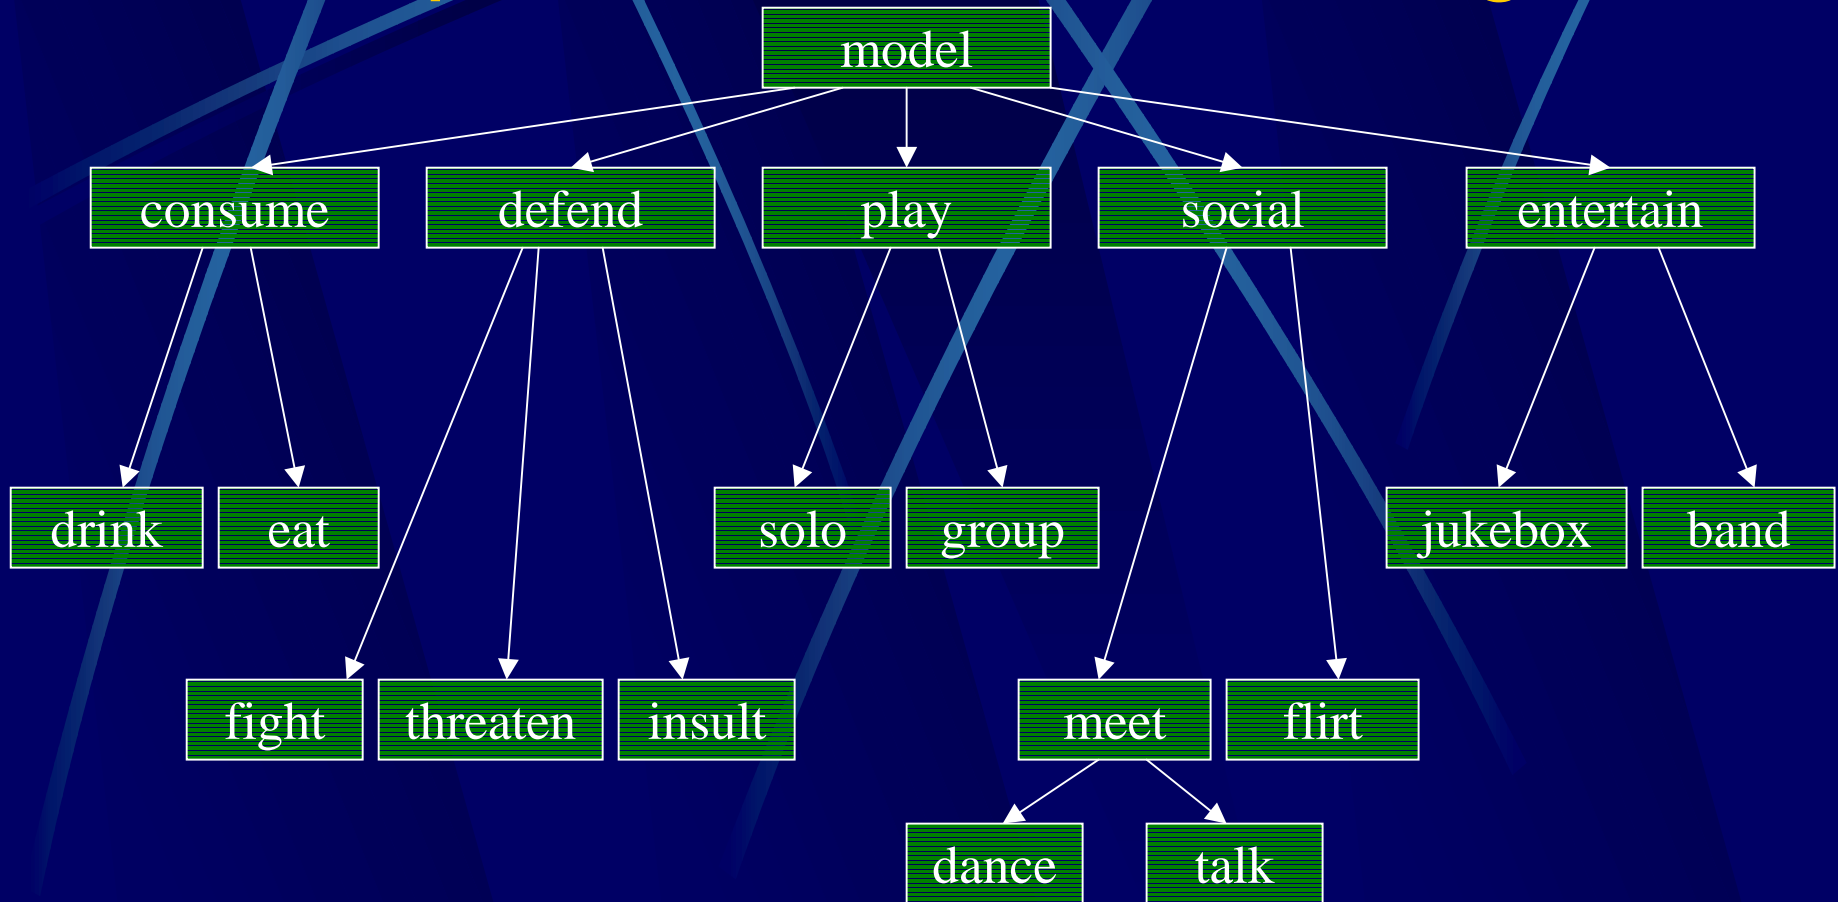 model
consume
defend
play
social
entertain
drink
eat
solo
group
jukebox
band
fight
threaten
insult
meet
flirt
dance
talk